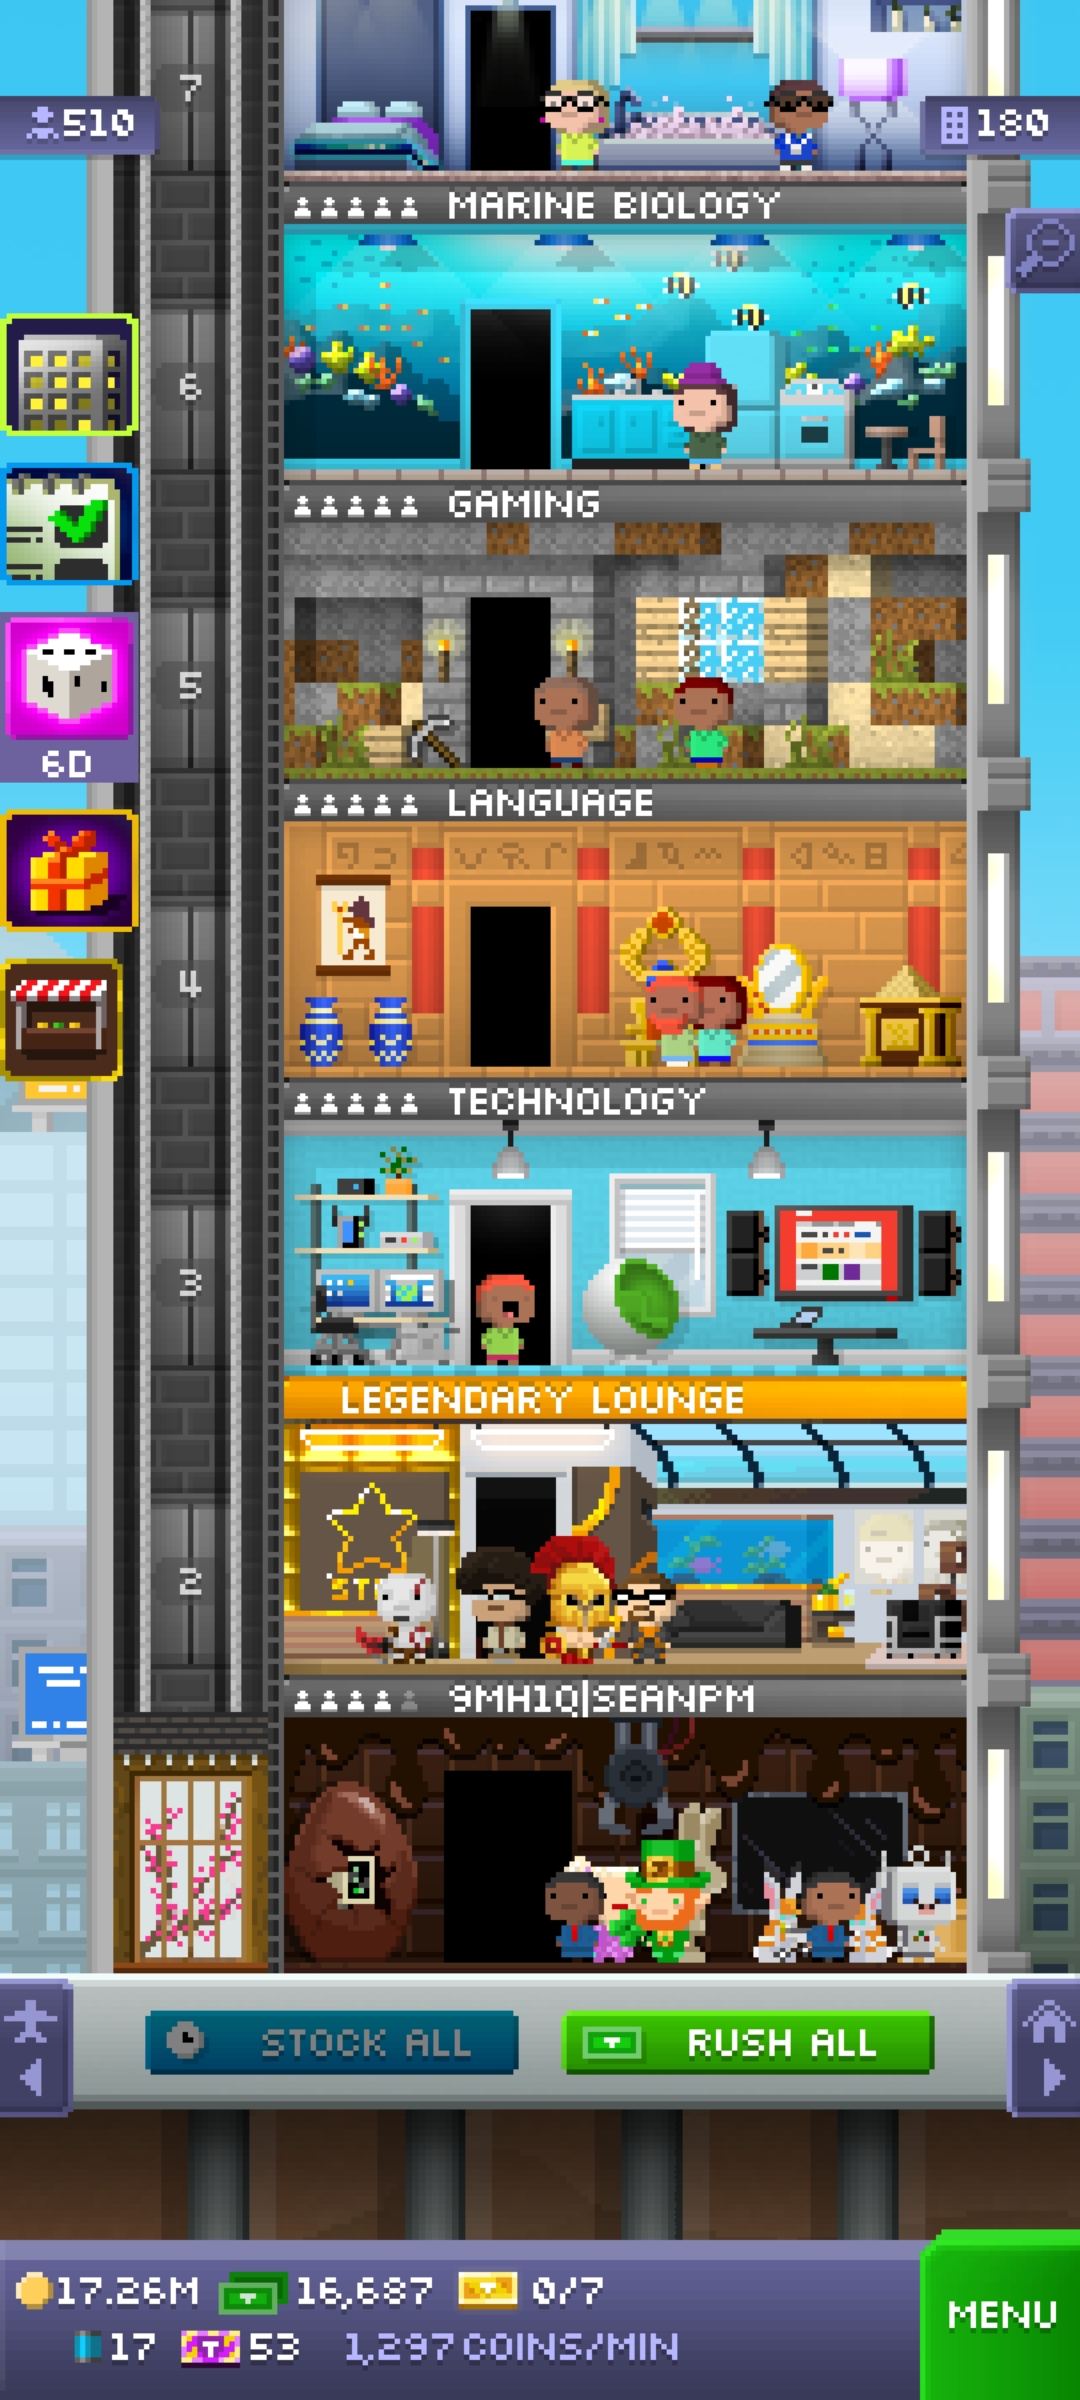 7
510
180
MARINE BIOLOGY
6
GAMING
5
6D
LANGUAGE
4
TECHNOLOGY
3
LEGENDARY LOUNGE
2
9MH1Q|SEANPM
STOCK ALL
RUSH ALL
17.26M
16,687
0/7
MENU
17
53
1,297 COINS/MIN